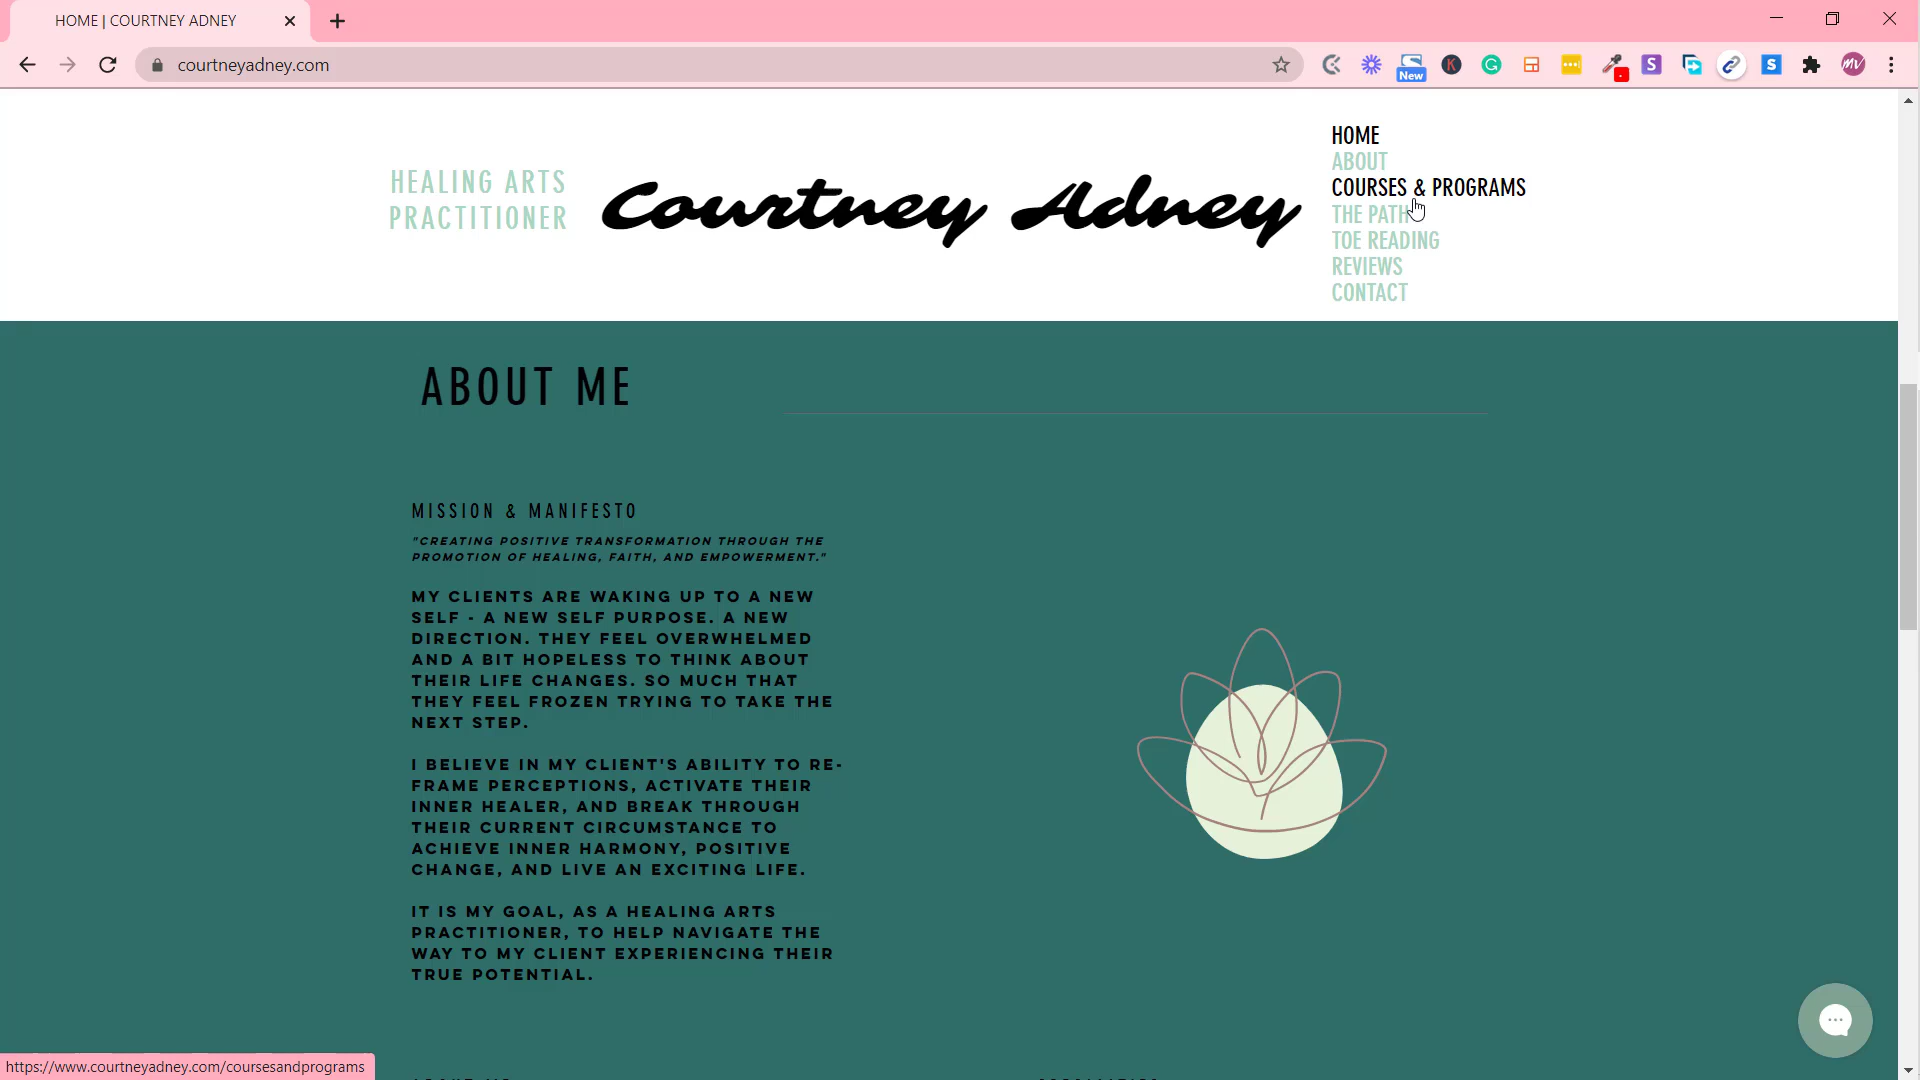 HOME | COURTNEY ADNEY
courtneyadney.com
New
HEALING ARTS
PRACTITIONER
Courtney Adney
HOME
ABOUT
COURSES & PROGRAMS
THE PATH
TOE READING
REVIEWS
CONTACT
ABOUT ME
MISSION & MANIFESTO
"CREATING POSITIVE TRANSFORMATION THROUGH THE
PROMOTION OF HEALING, FAITH, AND EMPOWERMENT."
MY CLIENTS ARE WAKING UP TO A NEW
SELF - A NEW SELF PURPOSE. A NEW
DIRECTION. THEY FEEL OVERWHELMED
AND A BIT HOPELESS TO THINK ABOUT
THEIR LIFE CHANGES. SO MUCH THAT
THEY FEEL FROZEN TRYING TO TAKE THE
NEXT STEP.
I BELIEVE IN MY CLIENT'S ABILITY TO RE-
FRAME PERCEPTIONS, ACTIVATE THEIR
INNER HEALER, AND BREAK THROUGH
THEIR CURRENT CIRCUMSTANCE TO
ACHIEVE INNER HARMONY, POSITIVE
CHANGE, AND LIVE AN EXCITING LIFE.
IT IS MY GOAL, AS A HEALING ARTS
PRACTITIONER, TO HELP NAVIGATE THE
WAY TO MY CLIENT EXPERIENCING THEIR
TRUE POTENTIAL.
https://www.courtneyadney.com/coursesandprograms